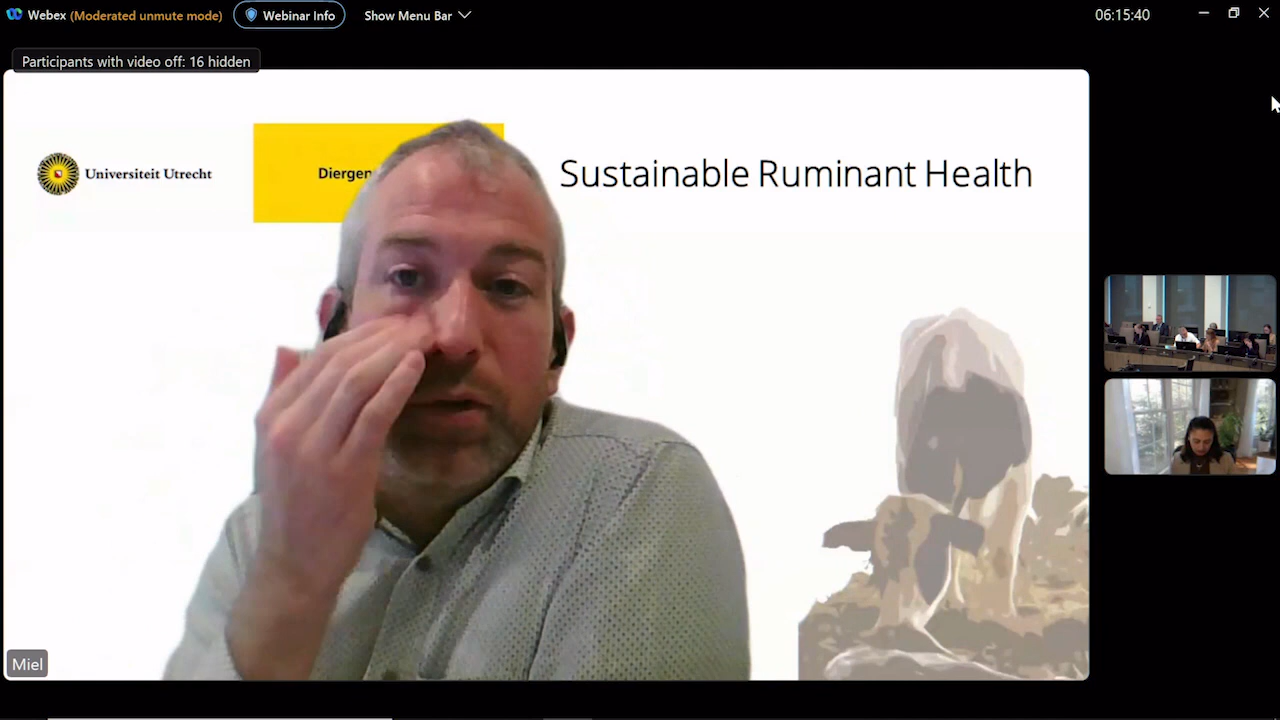 Webex (Moderated unmute mode) Webinar Info Show Menu Bar 06:15:40
Participants with video off: 16 hidden
Universiteit Utrecht
Diergen
Sustainable Ruminant Health
Miel